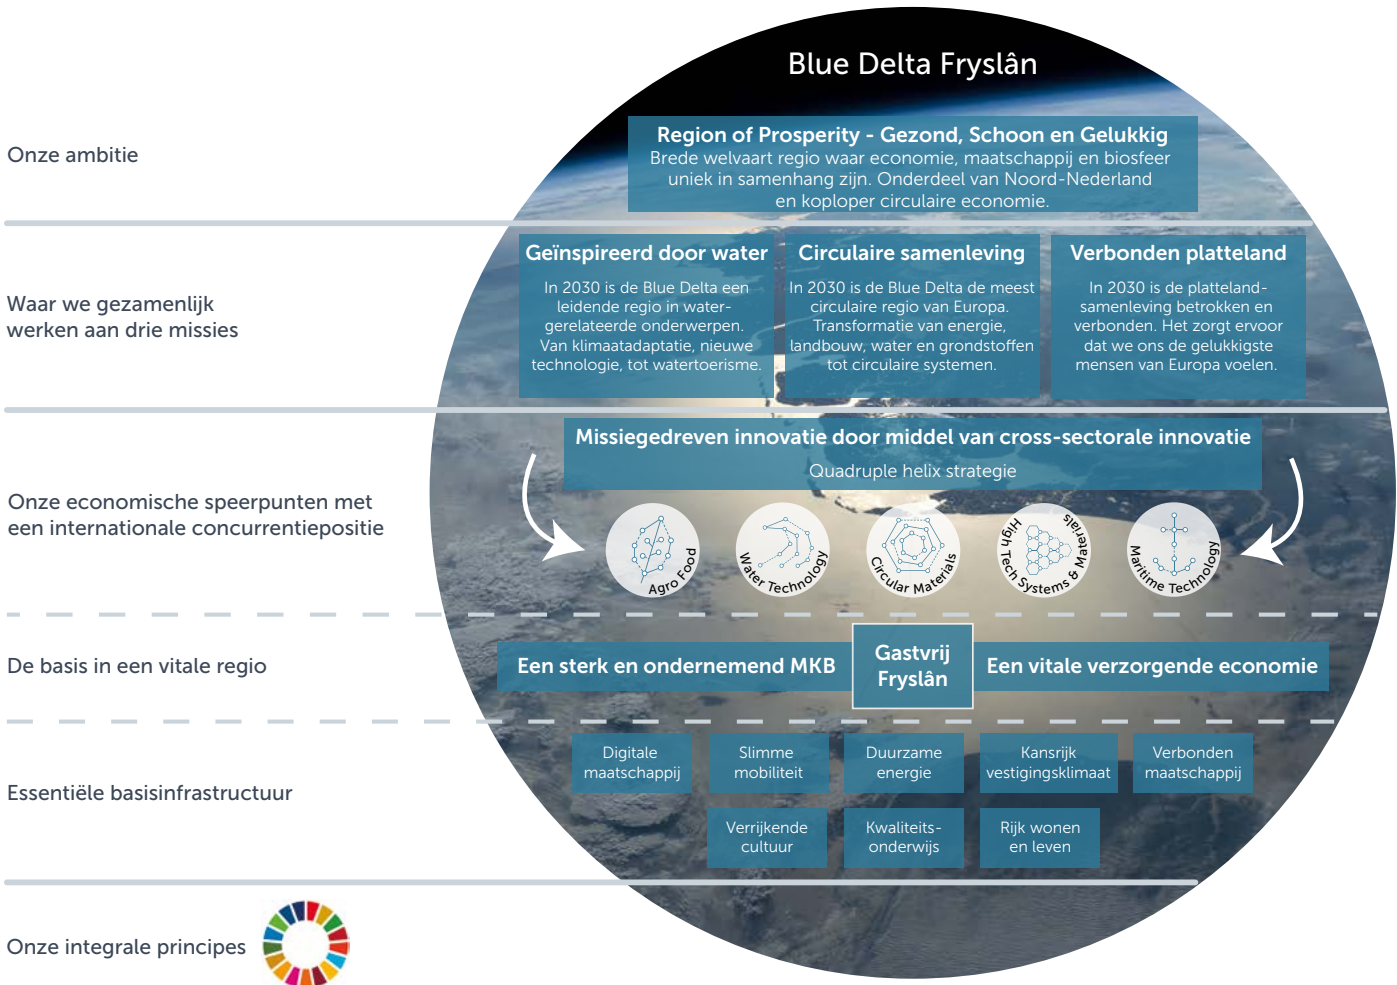 Blue Delta Fryslân
Onze ambitie
Region of Prosperity - Gezond, Schoon en Gelukkig
Brede welvaart regio waar economie, maatschappij en biosfeer
uniek in samenhang zijn. Onderdeel van Noord-Nederland
en koploper circulaire economie.
Waar we gezamenlijk
werken aan drie missies
Geïnspireerd door water
In 2030 is de Blue Delta een
leidende regio in water-
gerelateerde onderwerpen.
Van klimaatadaptatie, nieuwe
technologie, tot watertoerisme.
Circulaire samenleving
In 2030 is de Blue Delta de meest
circulaire regio van Europa.
Transformatie van energie,
landbouw, water en grondstoffen
tot circulaire systemen.
Verbonden platteland
In 2030 is de platteland-
samenleving betrokken en
verbonden. Het zorgt ervoor
dat we ons de gelukkigste
mensen van Europa voelen.
Onze economische speerpunten met
een internationale concurrentiepositie
Missiegedreven innovatie door middel van cross-sectorale innovatie
Quadruple helix strategie
Agro Food
Water Technology
Circular Materials
High Tech Systems & Materials
Maritime Technology
De basis in een vitale regio
Een sterk en ondernemend MKB
Gastvrij
Fryslân
Een vitale verzorgende economie
Essentiële basisinfrastructuur
Digitale
maatschappij
Slimme
mobiliteit
Duurzame
energie
Kansrijk
vestigingsklimaat
Verbonden
maatschappij
Verrijkende
cultuur
Kwaliteits-
onderwijs
Rijk wonen
en leven
Onze integrale principes